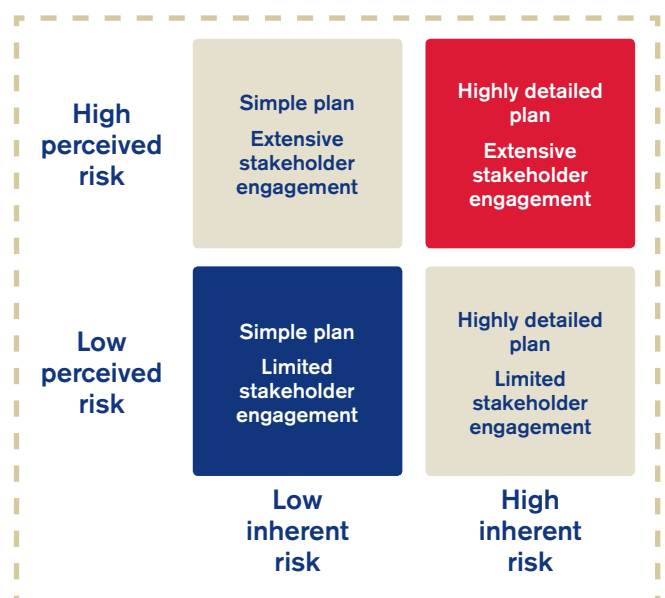 High
perceived
risk
Simple plan
Extensive
stakeholder
engagement
Highly detailed
plan
Extensive
stakeholder
engagement
Low
perceived
risk
Simple plan
Limited
stakeholder
engagement
Highly detailed
plan
Limited
stakeholder
engagement
Low
inherent
risk
High
inherent
risk